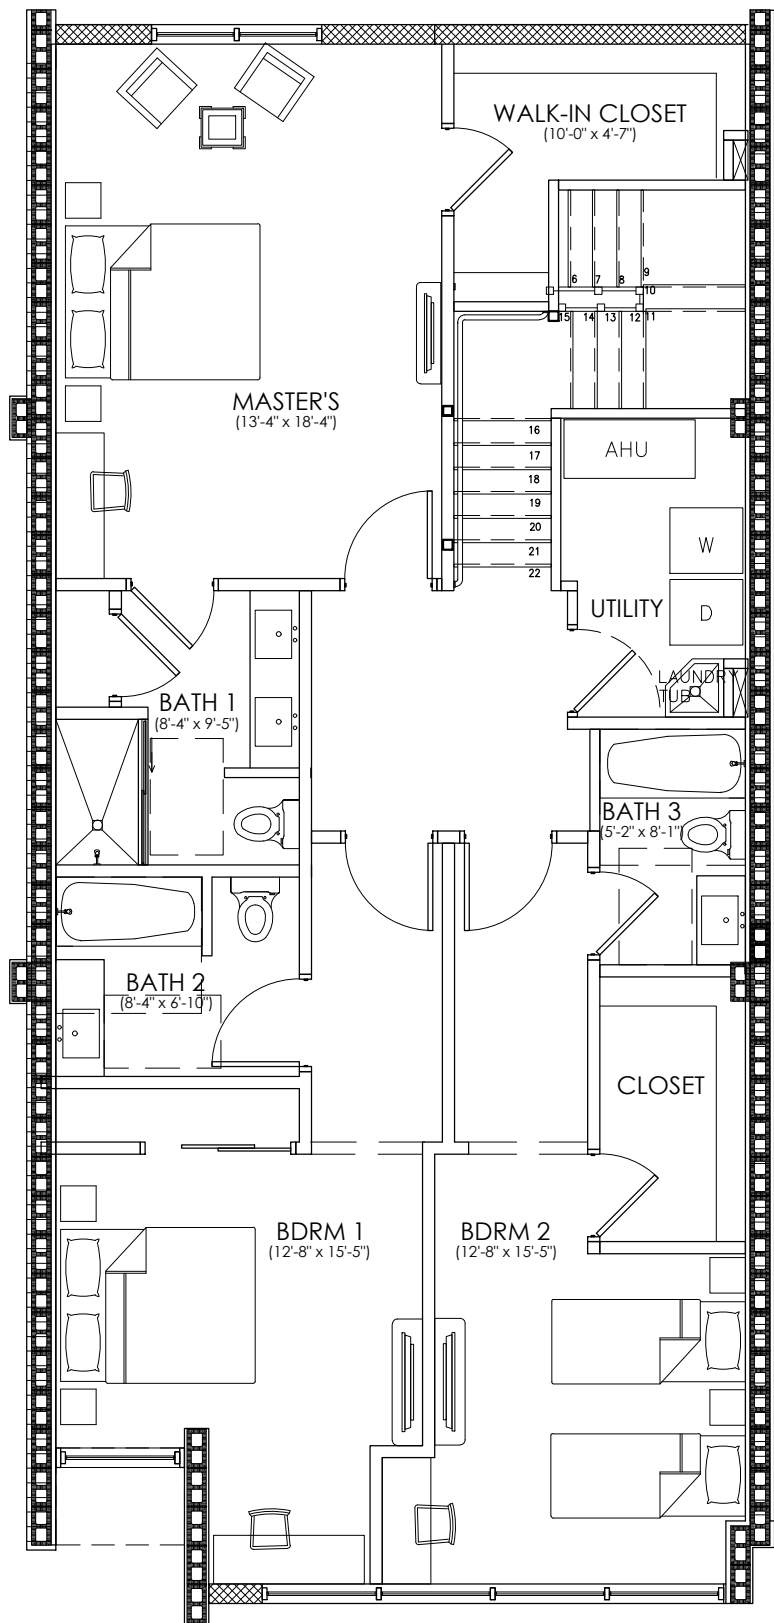 WALK-IN CLOSET
(10'-0" x 4'-7")
6 7 8 9
10
15 14 13 12 11
MASTER'S
(13'-4" x 18'-4")
16
17
18
19
20
21
22
AHU
W
D
UTILITY
LAUNDRY
TUB
BATH 1
(8'-4" x 9'-5")
BATH 3
(5'-2" x 8'-1")
BATH 2
(8'-4" x 6'-10")
CLOSET
BDRM 1
(12'-8" x 15'-5")
BDRM 2
(12'-8" x 15'-5")